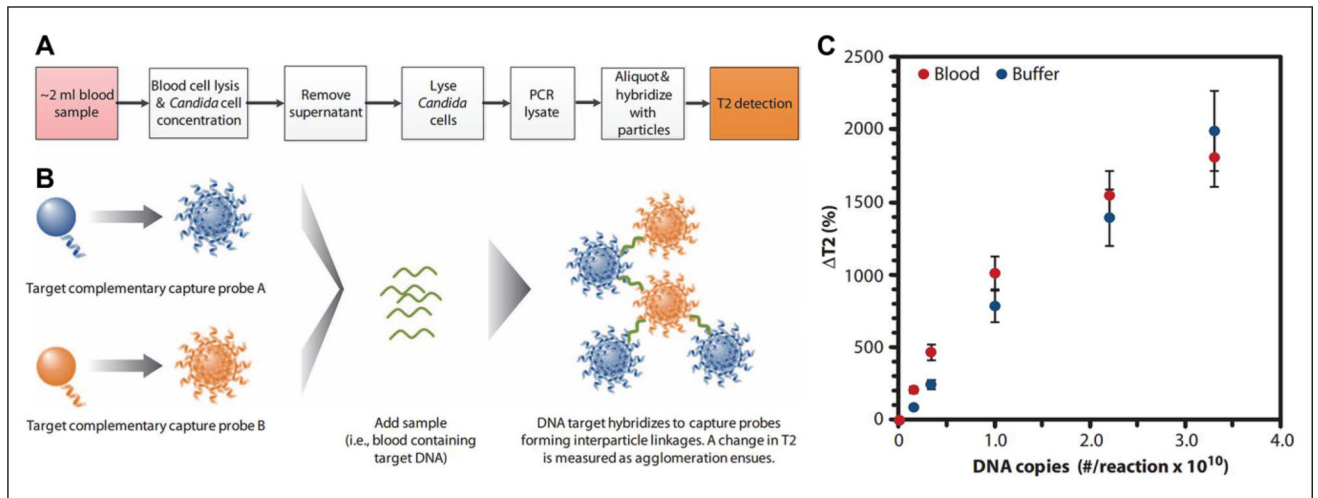 A
~2 ml blood
sample
Blood cell lysis
& Candida cell
concentration
Remove
supernatant
Lyse
Candida
cells
PCR
lysate
Aliquot &
hybridize
with
particles
T2 detection
B
Target complementary capture probe A
Target complementary capture probe B
Add sample
(i.e., blood containing
target DNA)
DNA target hybridizes to capture probes
forming interparticle linkages. A change in T2
is measured as agglomeration ensues.
C
Blood
Buffer
ΔT2 (%)
2500
2000
1500
1000
500
0
0
1.0
2.0
3.0
4.0
DNA copies (#/reaction x 10¹⁰)